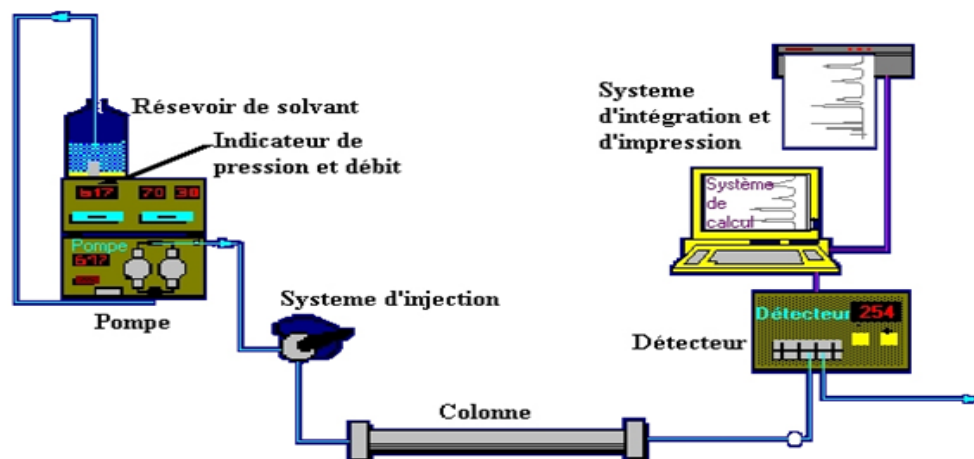 Résevoir de solvant
Indicateur de
pression et débit
617
70
30
Pompe
617
Pompe
Systeme d'injection
Colonne
Systeme
d'intégration et
d'impression
Système
de
calcul
Détecteur
254
- +
Détecteur